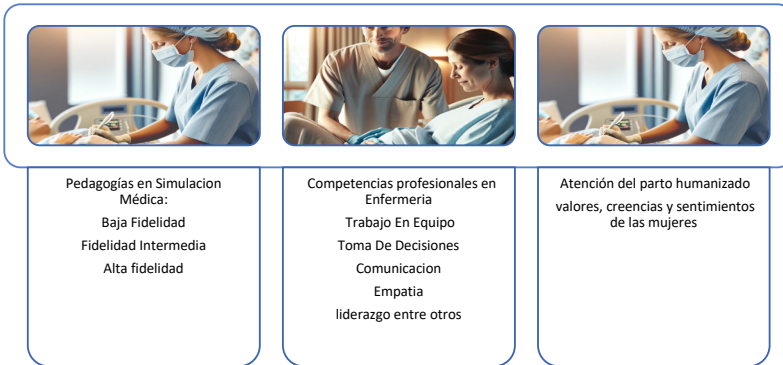 Pedagogías en Simulacion
Médica:
Baja Fidelidad
Fidelidad Intermedia
Alta fidelidad
Competencias profesionales en
Enfermeria
Trabajo En Equipo
Toma De Decisiones
Comunicacion
Empatia
liderazgo entre otros
Atención del parto humanizado
valores, creencias y sentimientos
de las mujeres